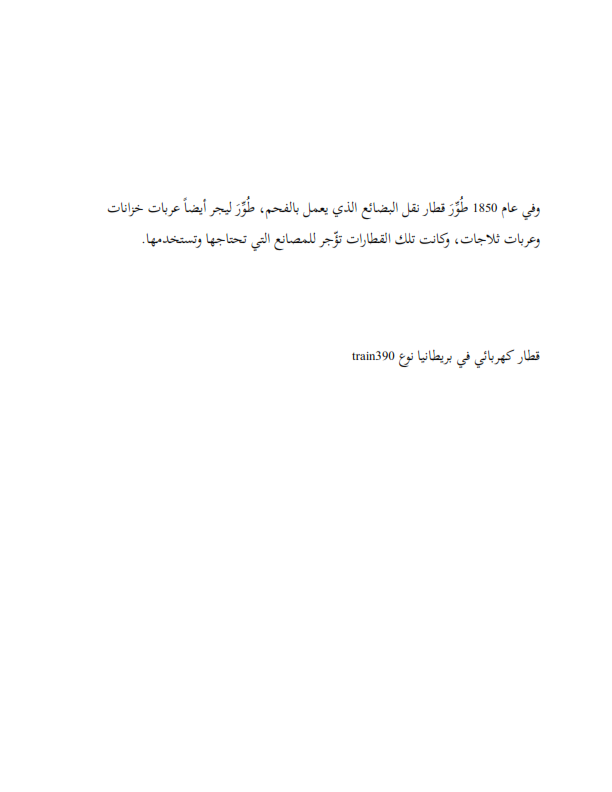 وفي عام 1850 طُوِّرَ قطار نقل البضائع الذي يعمل بالفحم، طُوِّرَ ليجر أيضاً عربات خزانات
وعربات ثلاجات، وكانت تلك القطارات تؤّجر للمصانع التي تحتاجها وتستخدمها.
قطار كهربائي في بريطانيا نوع train390